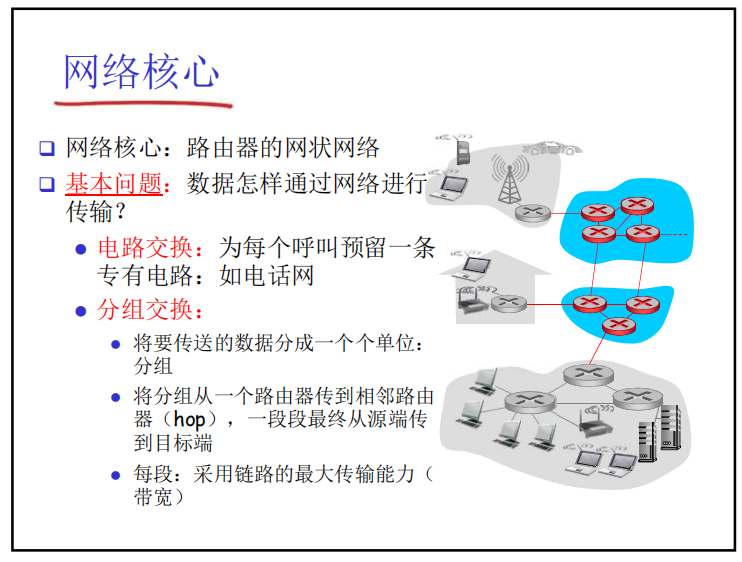 网络核心
网络核心：路由器的网状网络
基本问题：数据怎样通过网络进行
传输？
电路交换：为每个呼叫预留一条
专有电路：如电话网
分组交换：
将要传送的数据分成一个个单位：
分组
将分组从一个路由器传到相邻路由
器（hop），一段段最终从源端传
到目标端
每段：采用链路的最大传输能力（
带宽）